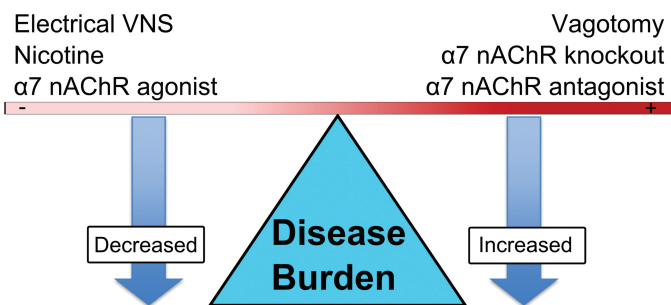 Electrical VNS
Nicotine
α7 nAChR agonist
Vagotomy
α7 nAChR knockout
α7 nAChR antagonist
- +
Decreased
Disease
Burden
Increased